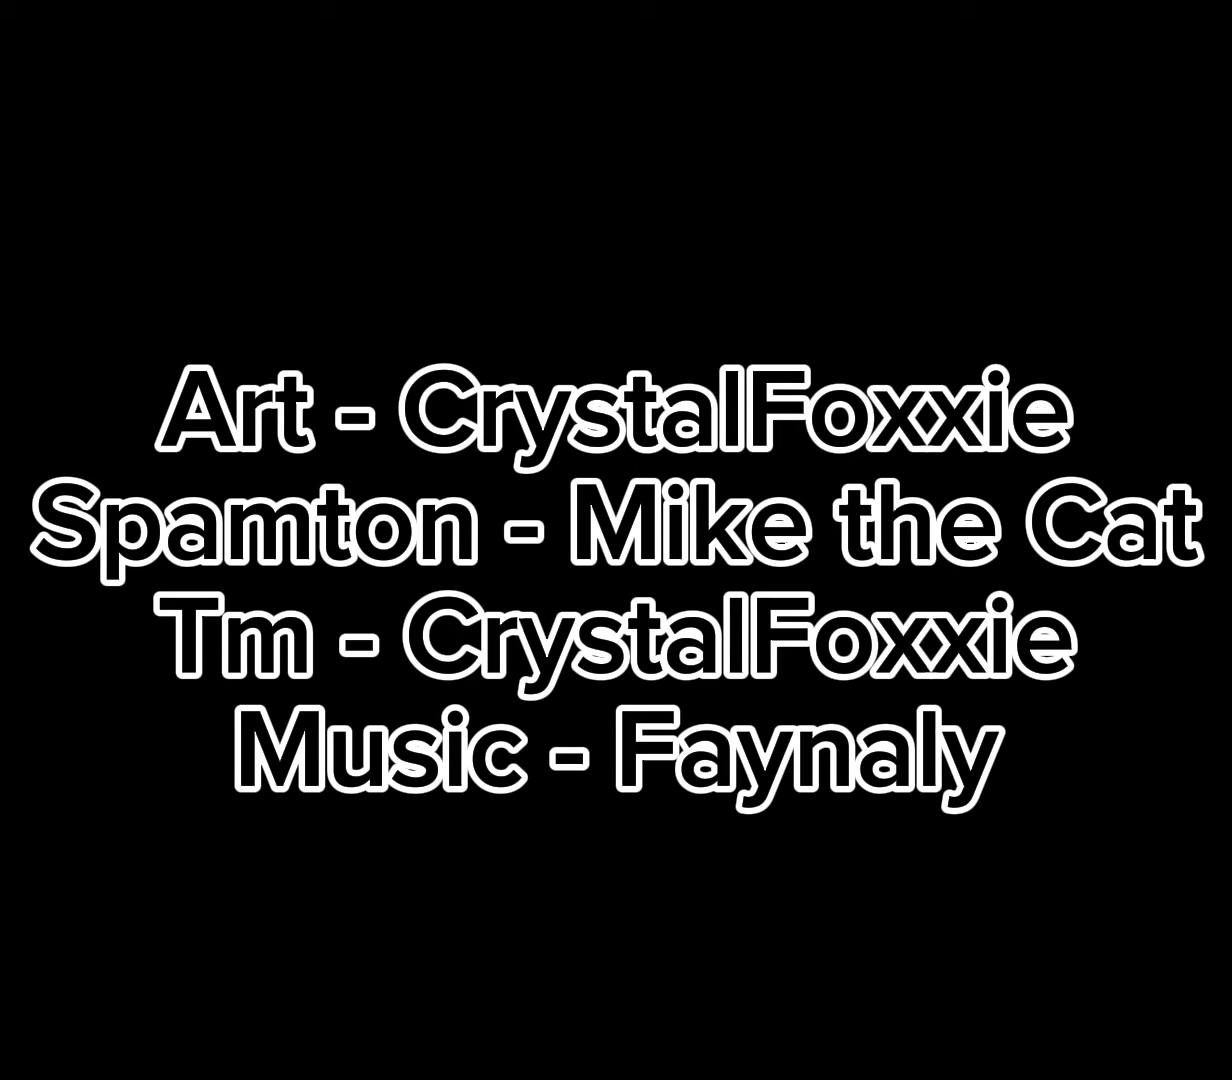 Art - CrystalFoxxie
Spamton - Mike the Cat
Tm - CrystalFoxxie
Music - Faynaly